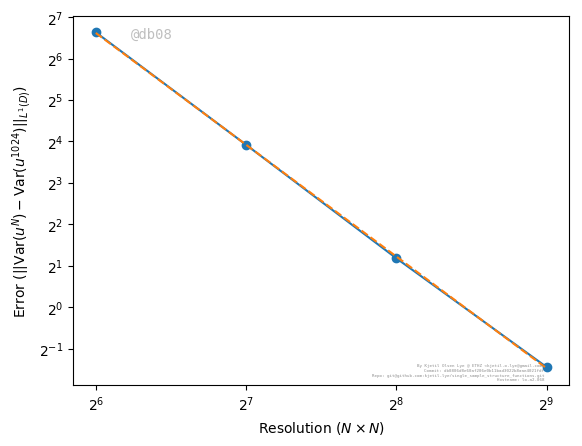 2^7
@db08
2^6
2^5
2^4
2^3
2^2
2^1
2^0
2^{-1}
Error (||Var(u^N) − Var(u^{1024})||_{L^1(D)})
2^6 2^7 2^8 2^9
Resolution (N × N)